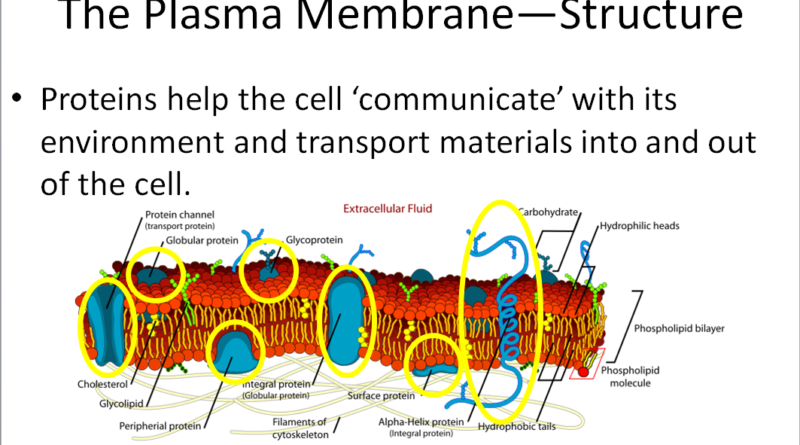 The Plasma Membrane—Structure
• Proteins help the cell ‘communicate’ with its
environment and transport materials into and out
of the cell.
Extracellular Fluid
Protein channel
(transport protein)
Globular protein
Glycoprotein
Carbohydrate
Hydrophilic heads
Phospholipid bilayer
Phospholipid
molecule
Cholesterol
Glycolipid
Peripheral protein
Integral protein
(Globular protein)
Filaments of
cytoskeleton
Surface protein
Alpha-Helix protein
(Integral protein)
Hydrophobic tails